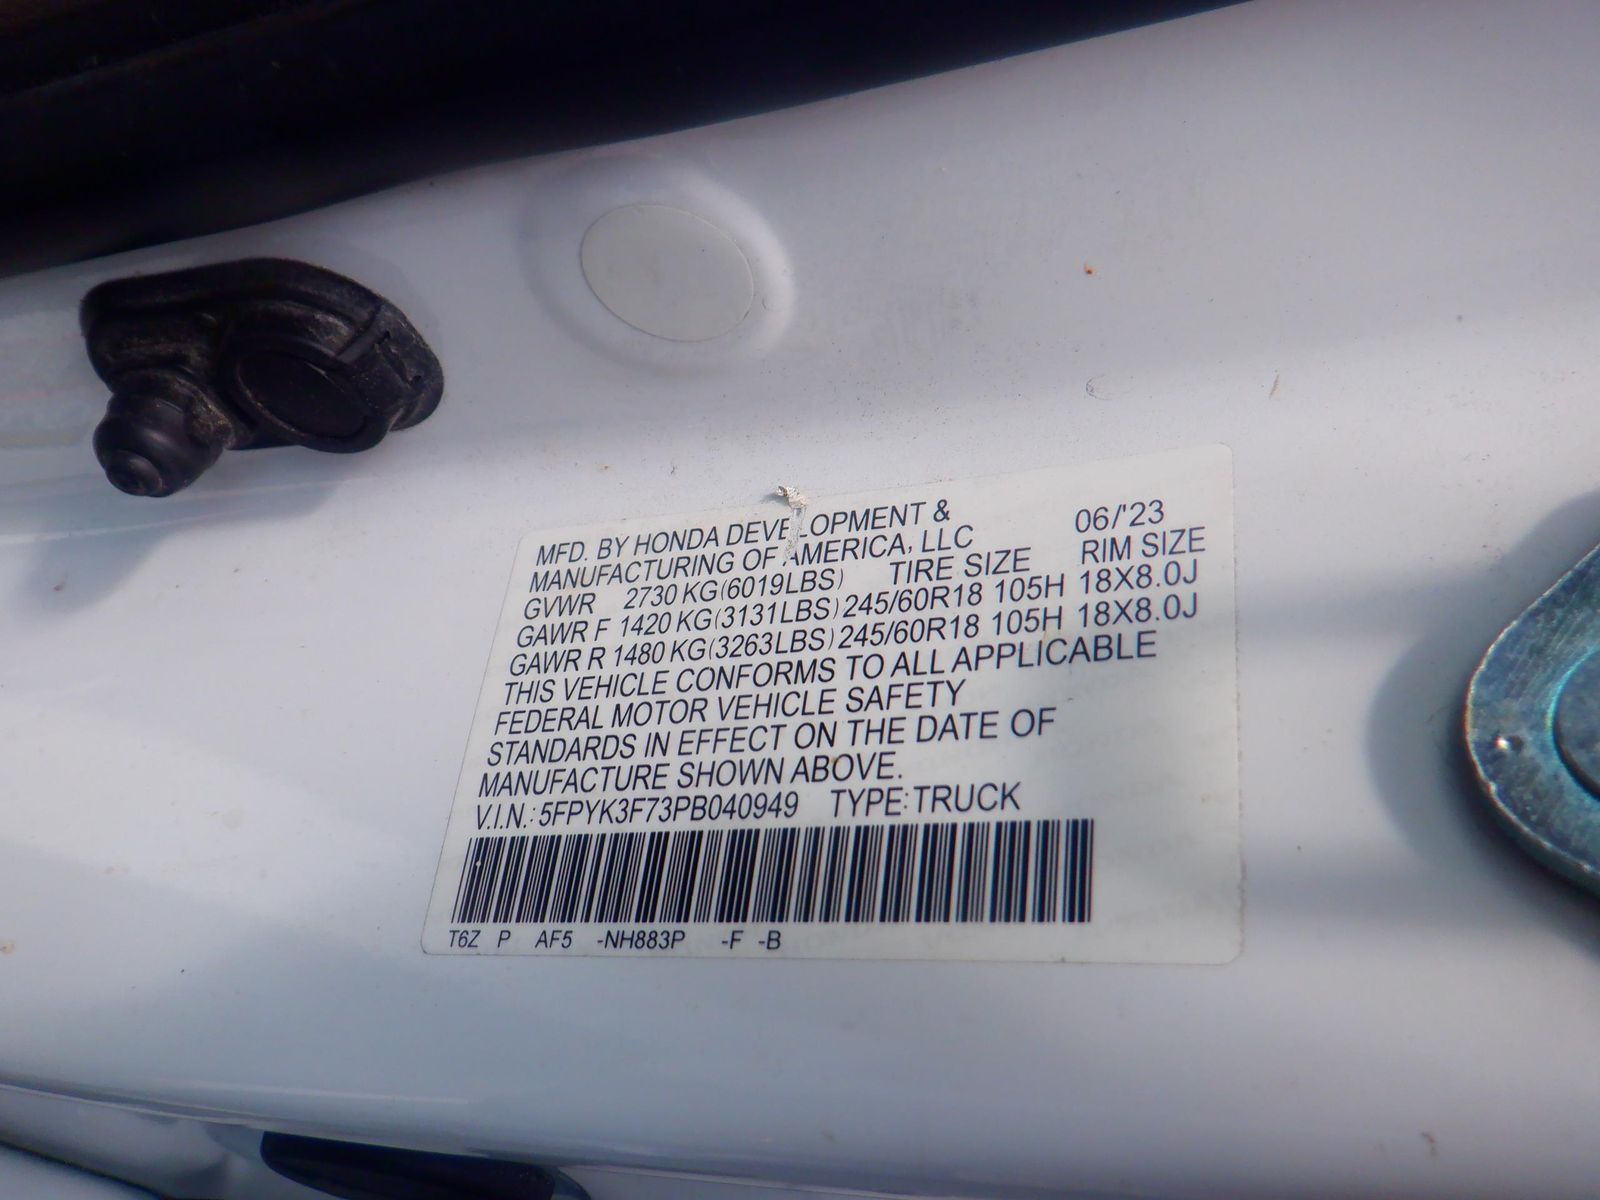 MFD. BY HONDA DEVELOPMENT & 06/'23
MANUFACTURING OF AMERICA, LLC
GVWR 2730 KG(6019LBS) TIRE SIZE RIM SIZE
GAWR F 1420 KG(3131LBS) 245/60R18 105H 18X8.0J
GAWR R 1480 KG(3263LBS) 245/60R18 105H 18X8.0J
THIS VEHICLE CONFORMS TO ALL APPLICABLE
FEDERAL MOTOR VEHICLE SAFETY
STANDARDS IN EFFECT ON THE DATE OF
MANUFACTURE SHOWN ABOVE.
V.I.N.: 5FPYK3F73PB040949 TYPE: TRUCK
T6Z P AF5 -NH883P -F -B